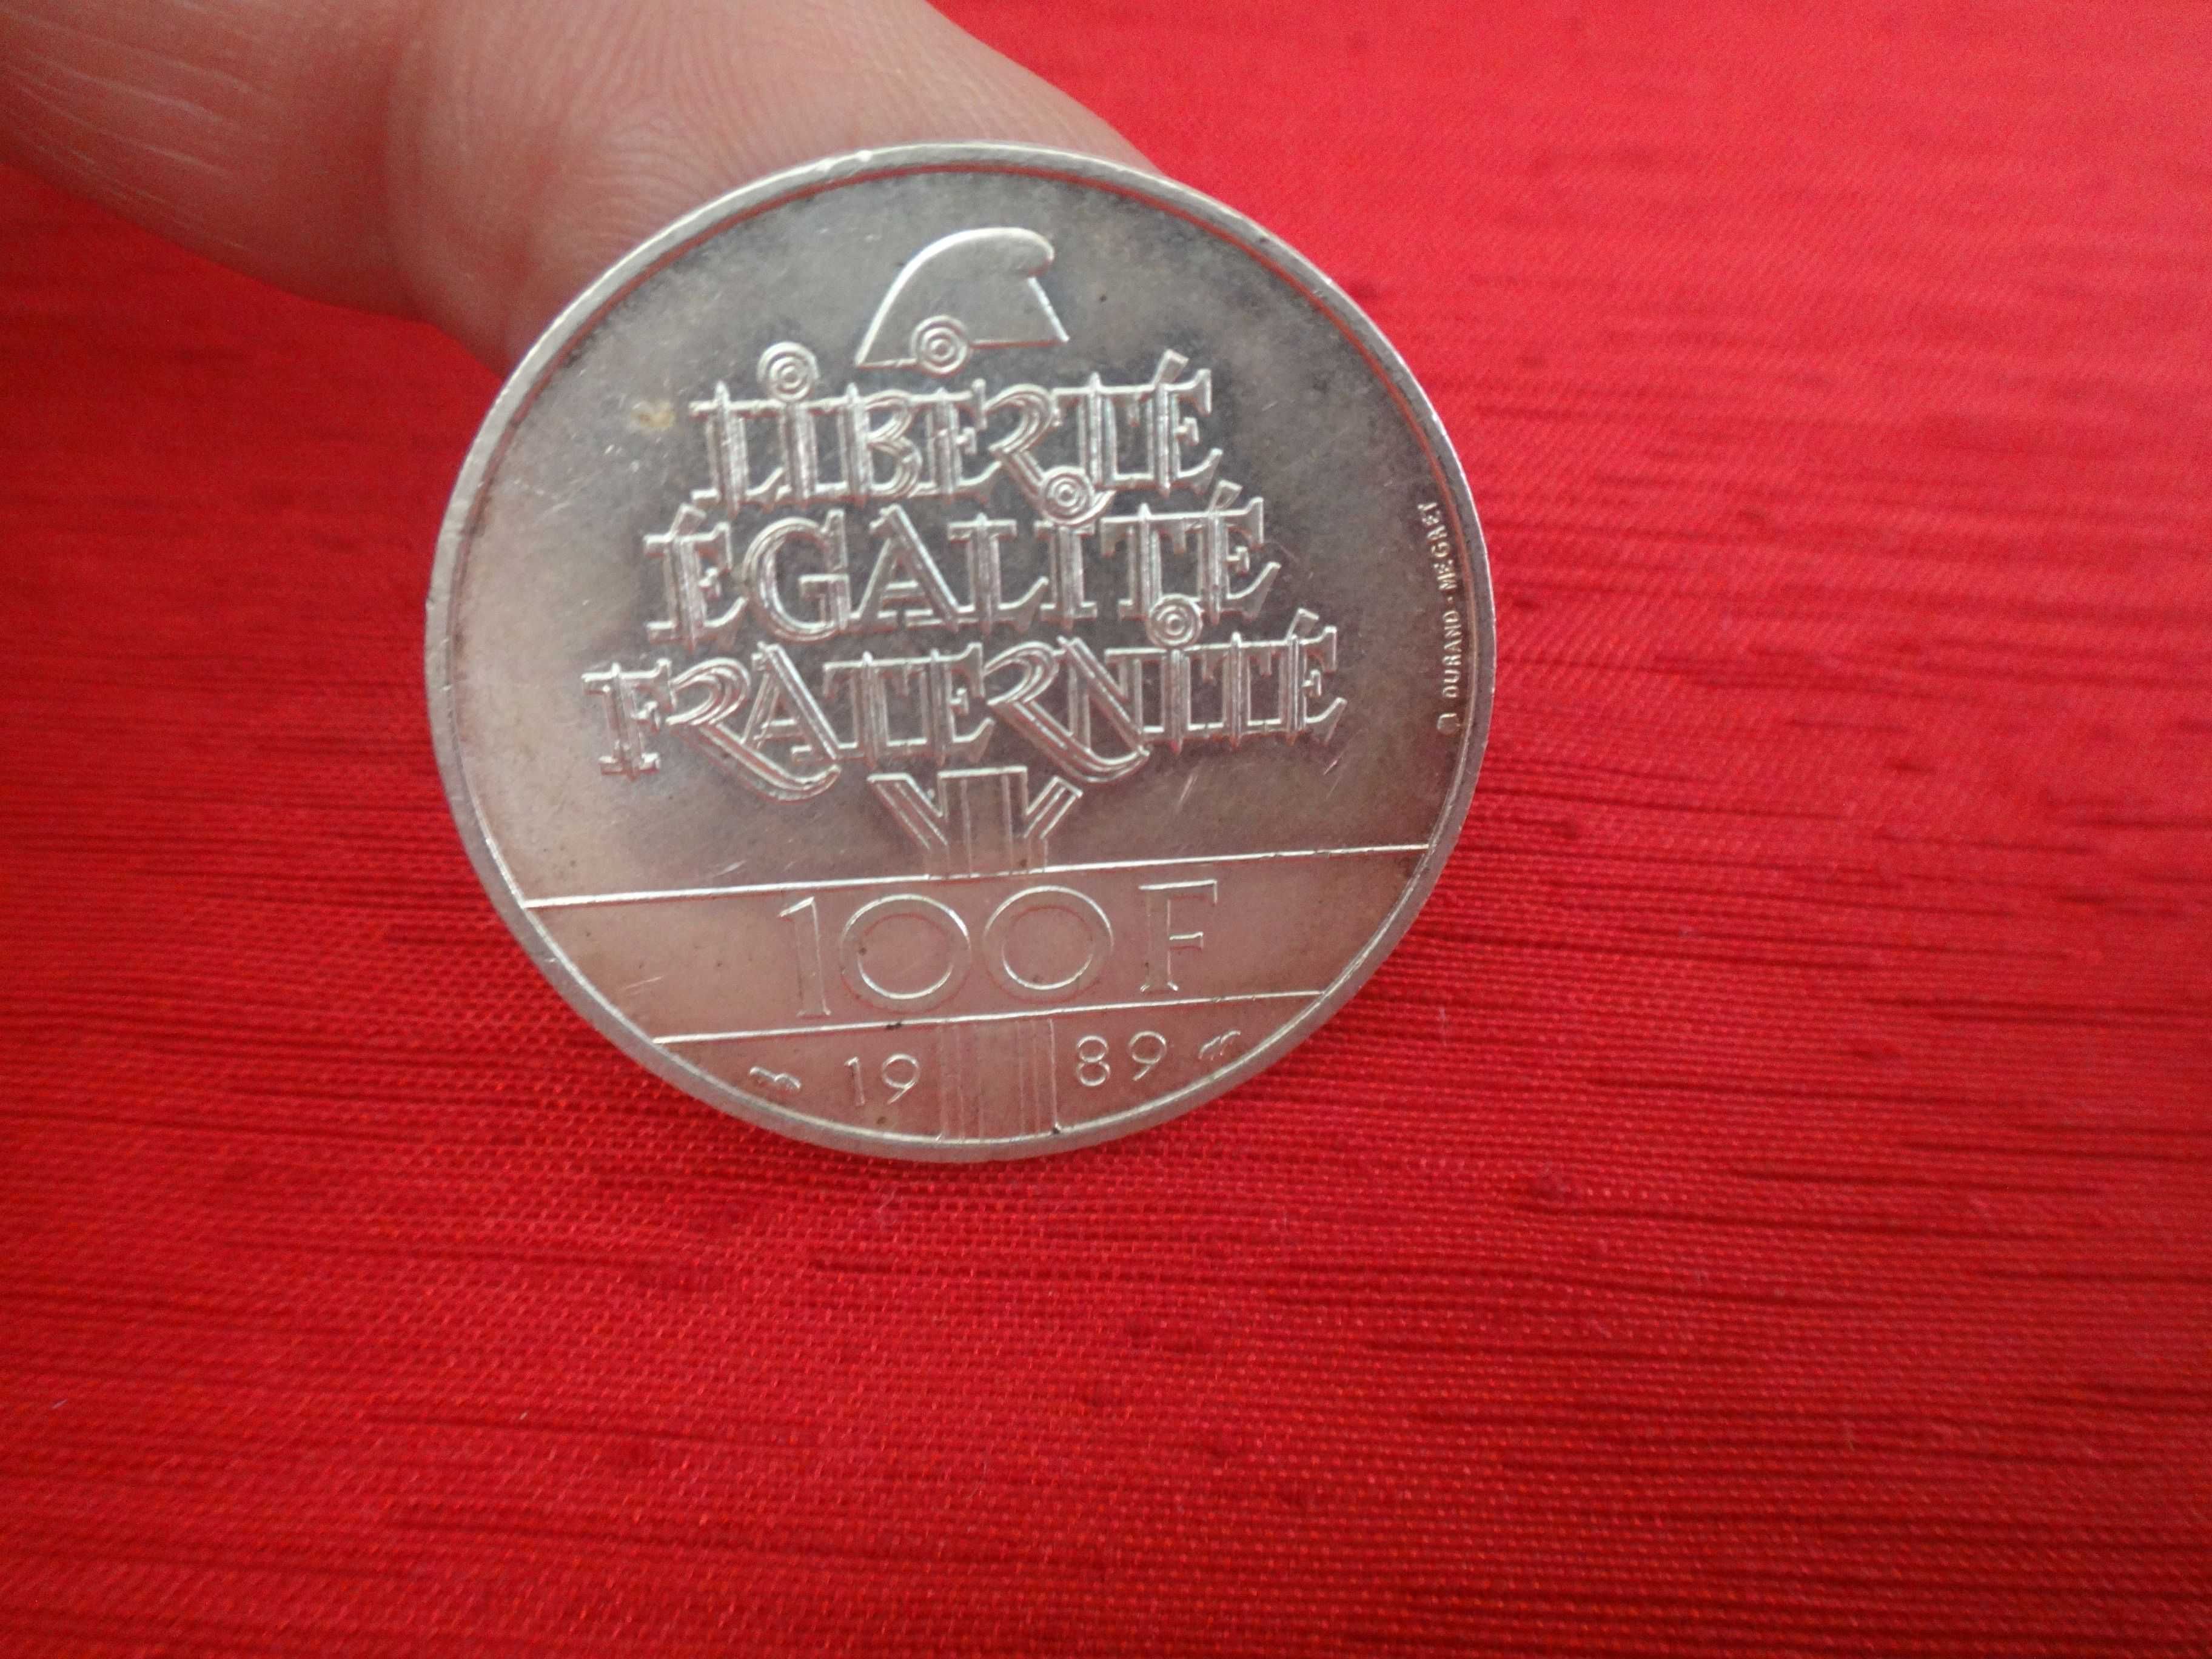 LIBERTÉ
ÉGALITÉ
FRATERNITÉ
100 F
19 89
DURAND-MEGRET